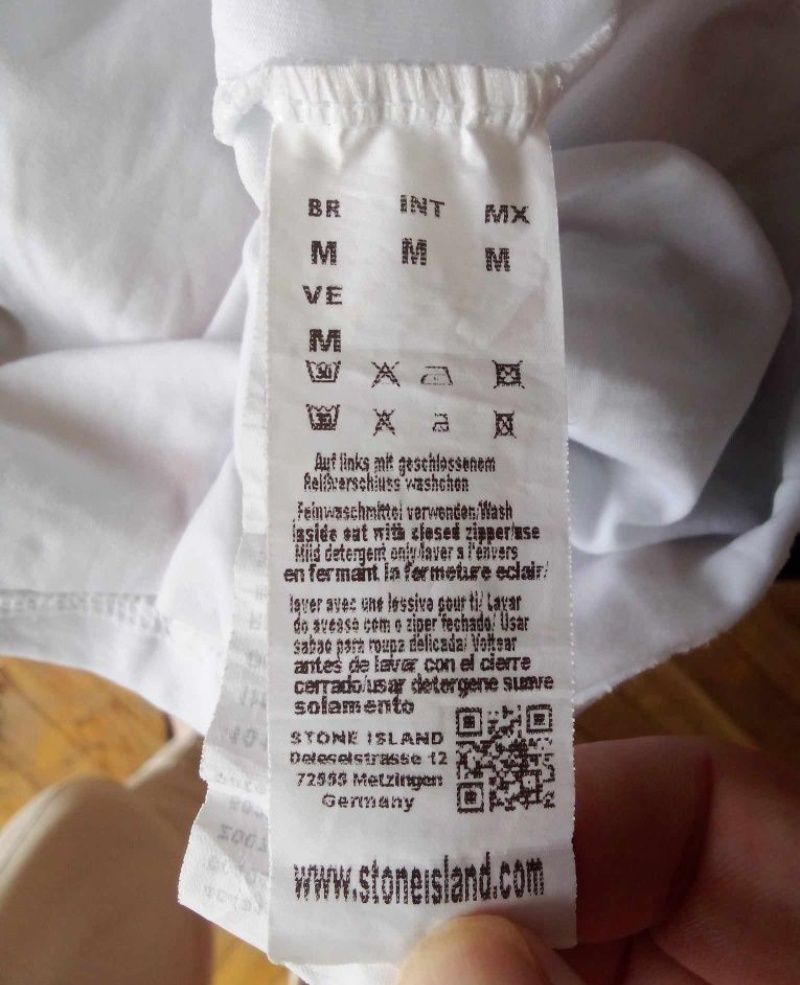 BR INT MX
M M M
VE
M
30
Auf links mit geschlossenem
Reißverschluss washchen
Feinwaschmittel verwenden/Wash
inside out with closed zipper/use
Mild detergent only/laver a l'envers
en fermant la fermeture eclair/
laver avec une lessive pour ti/ Lavar
do avesso com o ziper fechado/ Usar
sabao para roupa delicada/ Voltear
antes de lavar con el cierre
cerrado/usar detergene suave
solamento
STONE ISLAND
Deleselstrasse 12
Metzingen
Germany
www.stoneisland.com